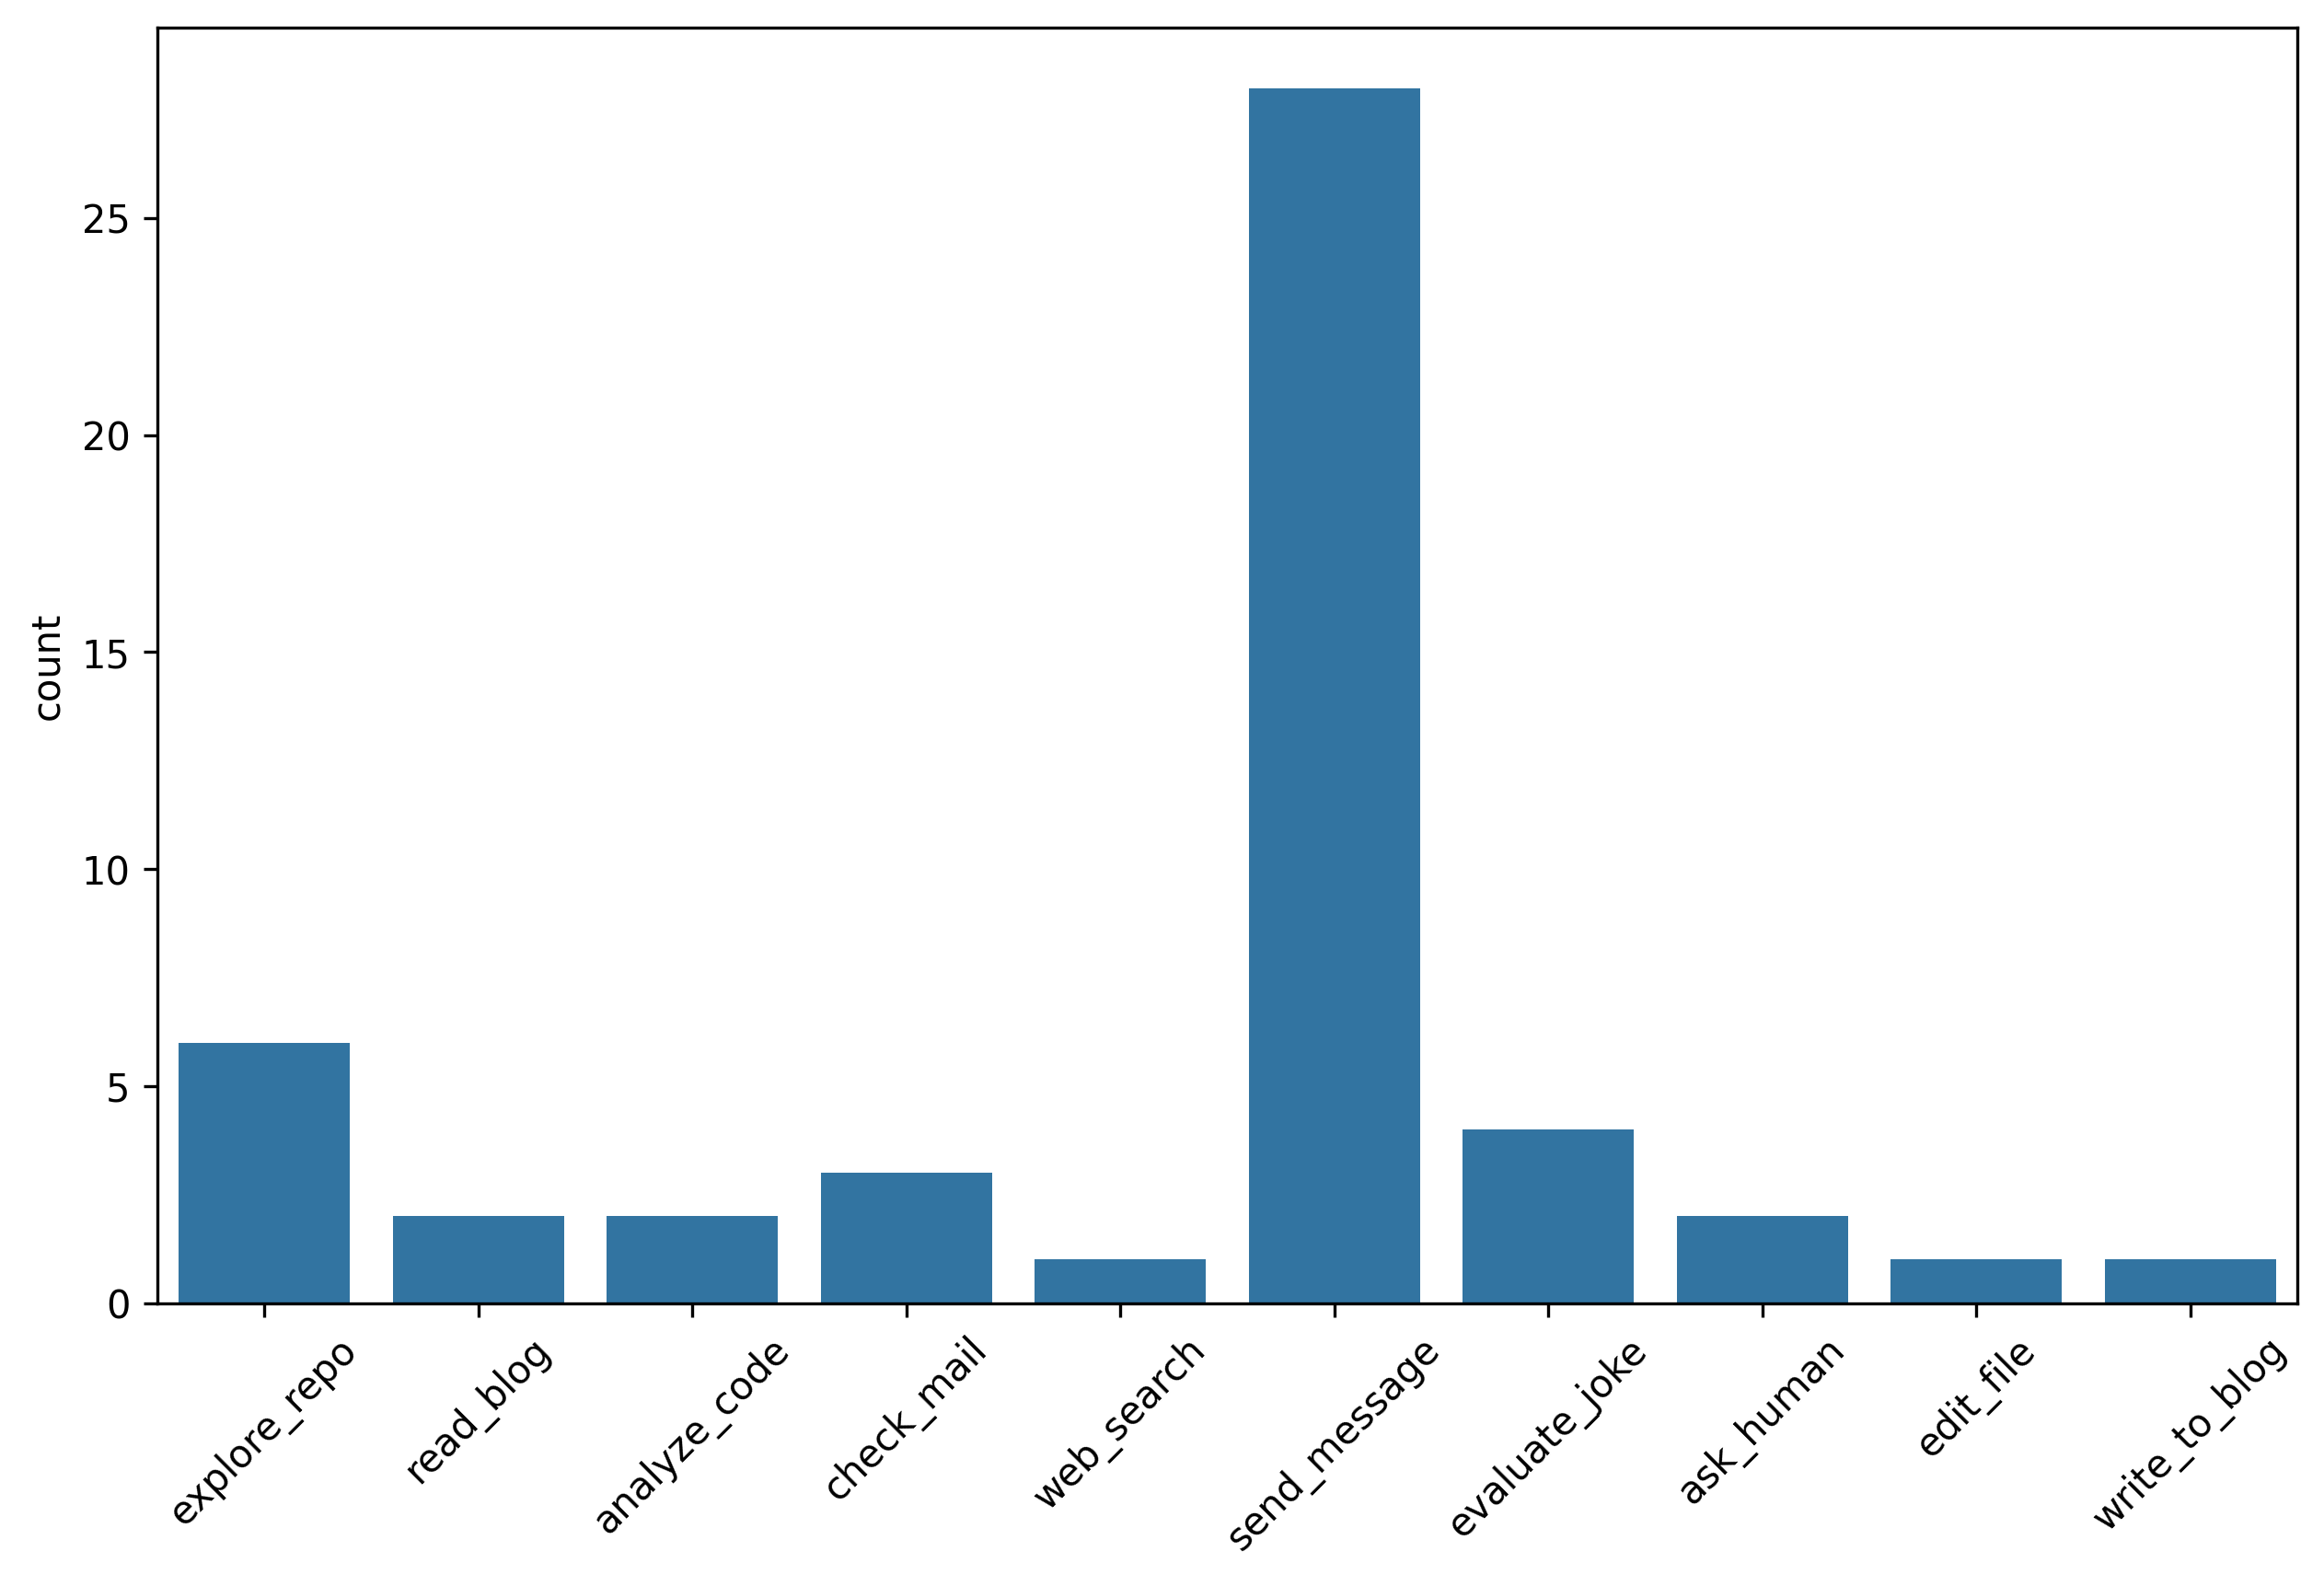 count
25
20
15
10
5
0
explore_repo
read_blog
analyze_code
check_mail
web_search
send_message
evaluate_joke
ask_human
edit_file
write_to_blog